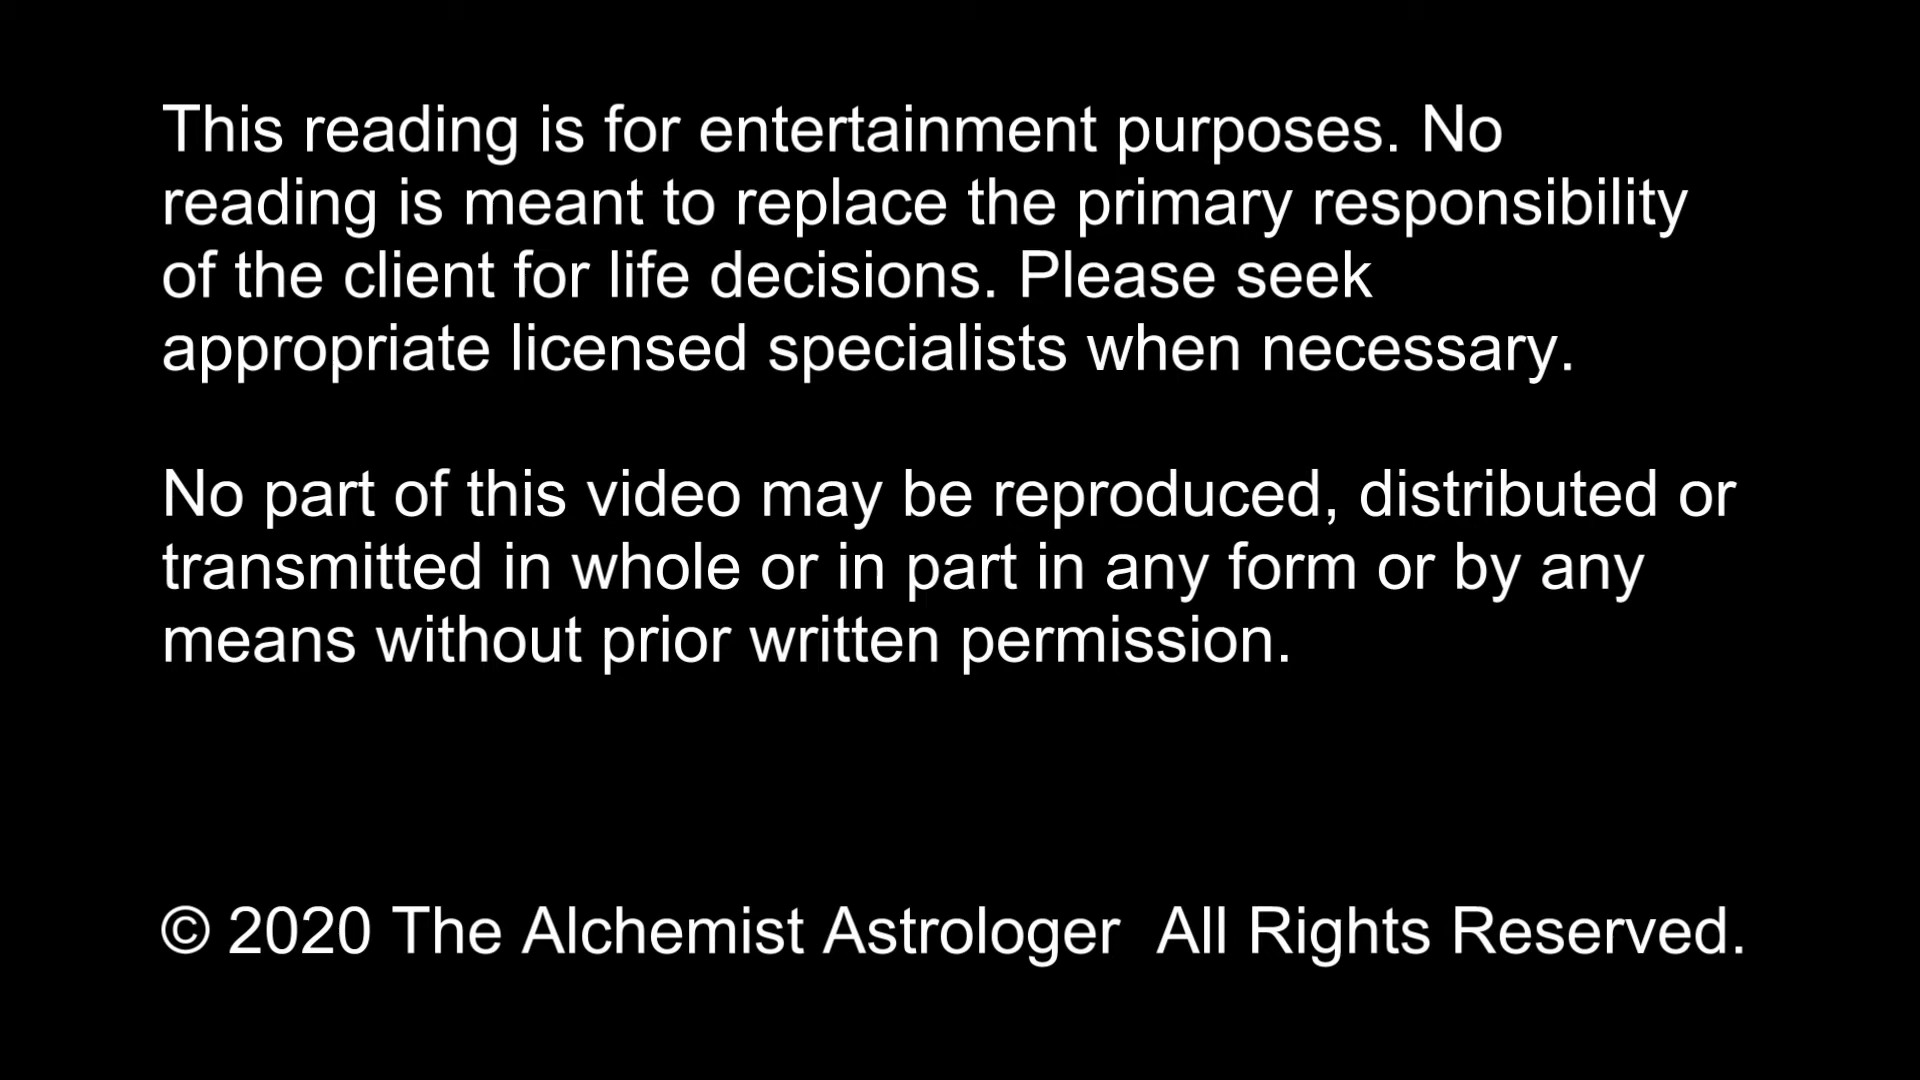 This reading is for entertainment purposes. No
reading is meant to replace the primary responsibility
of the client for life decisions. Please seek
appropriate licensed specialists when necessary.
No part of this video may be reproduced, distributed or
transmitted in whole or in part in any form or by any
means without prior written permission.
© 2020 The Alchemist Astrologer  All Rights Reserved.